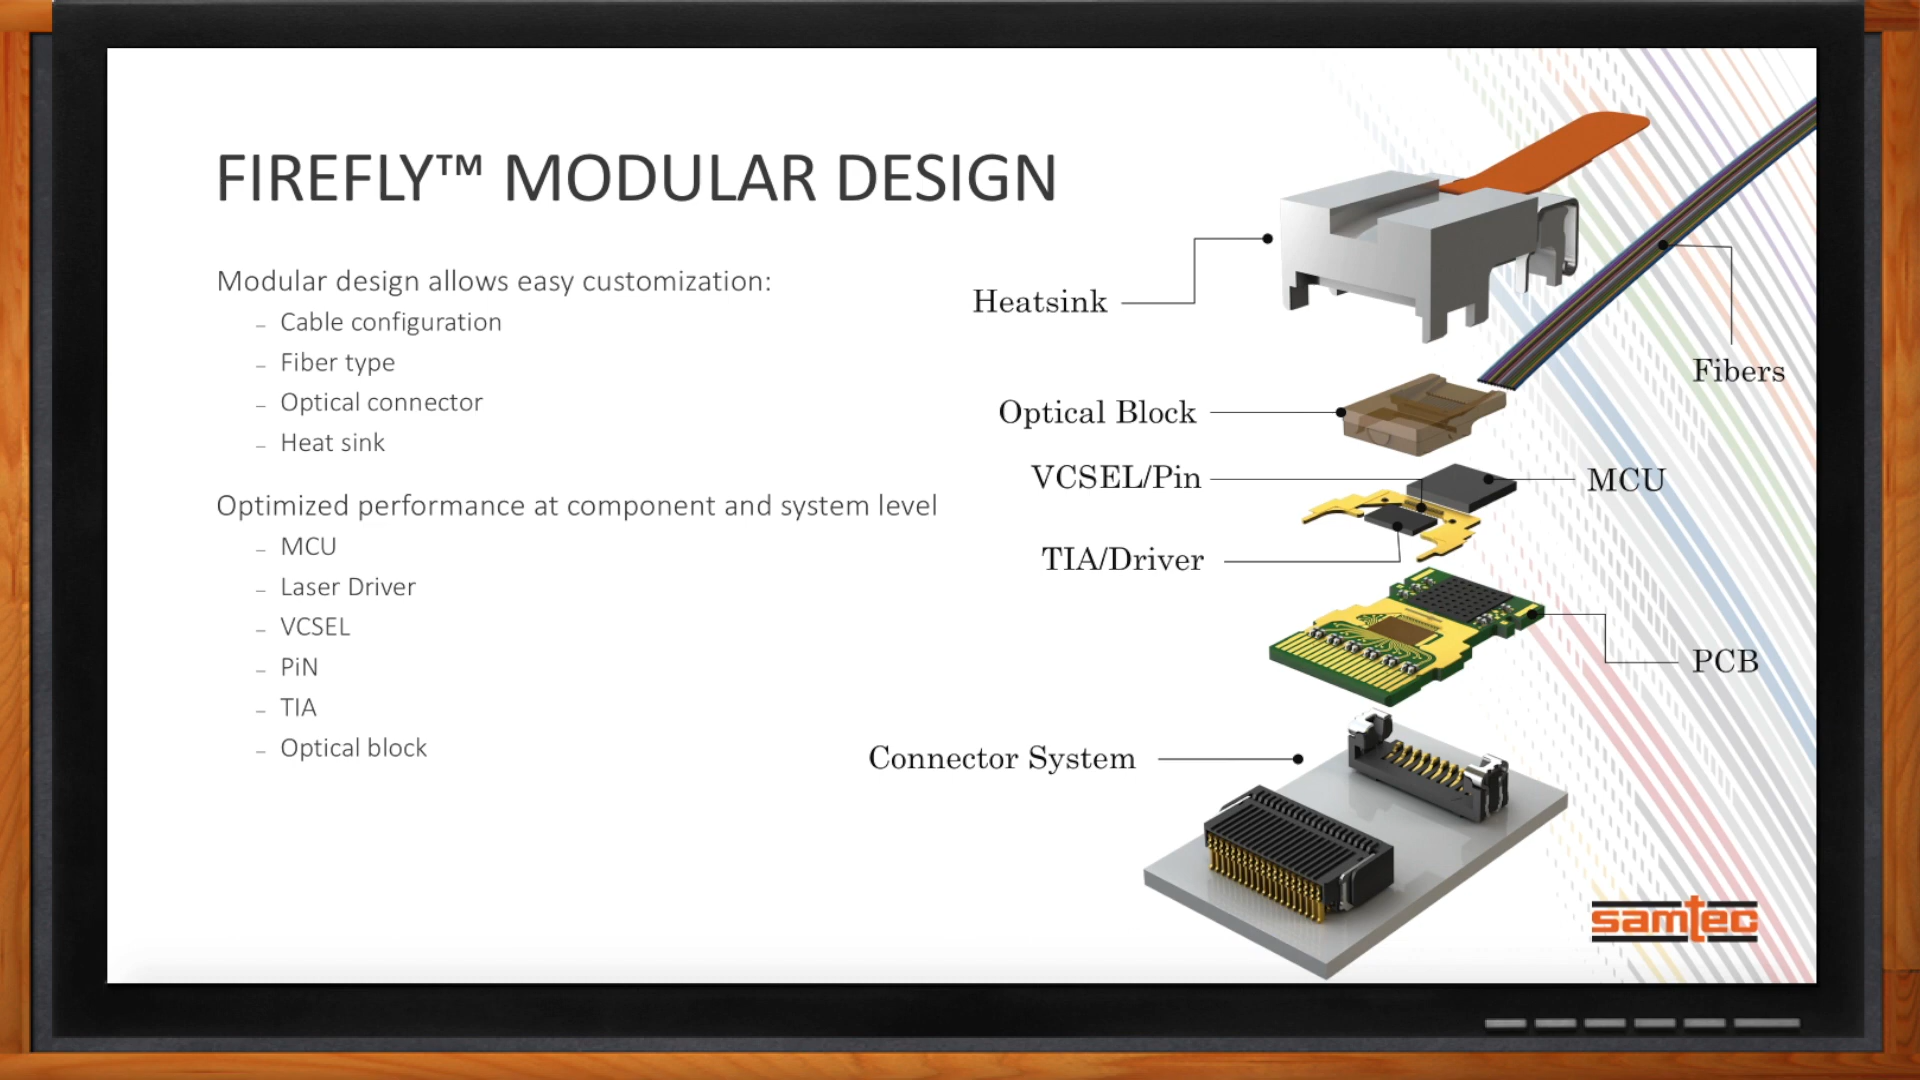 FIREFLY™ MODULAR DESIGN
Modular design allows easy customization:
– Cable configuration
– Fiber type
– Optical connector
– Heat sink
Optimized performance at component and system level
– MCU
– Laser Driver
– VCSEL
– PiN
– TIA
– Optical block
Heatsink
Fibers
Optical Block
VCSEL/Pin
MCU
TIA/Driver
PCB
Connector System
samtec